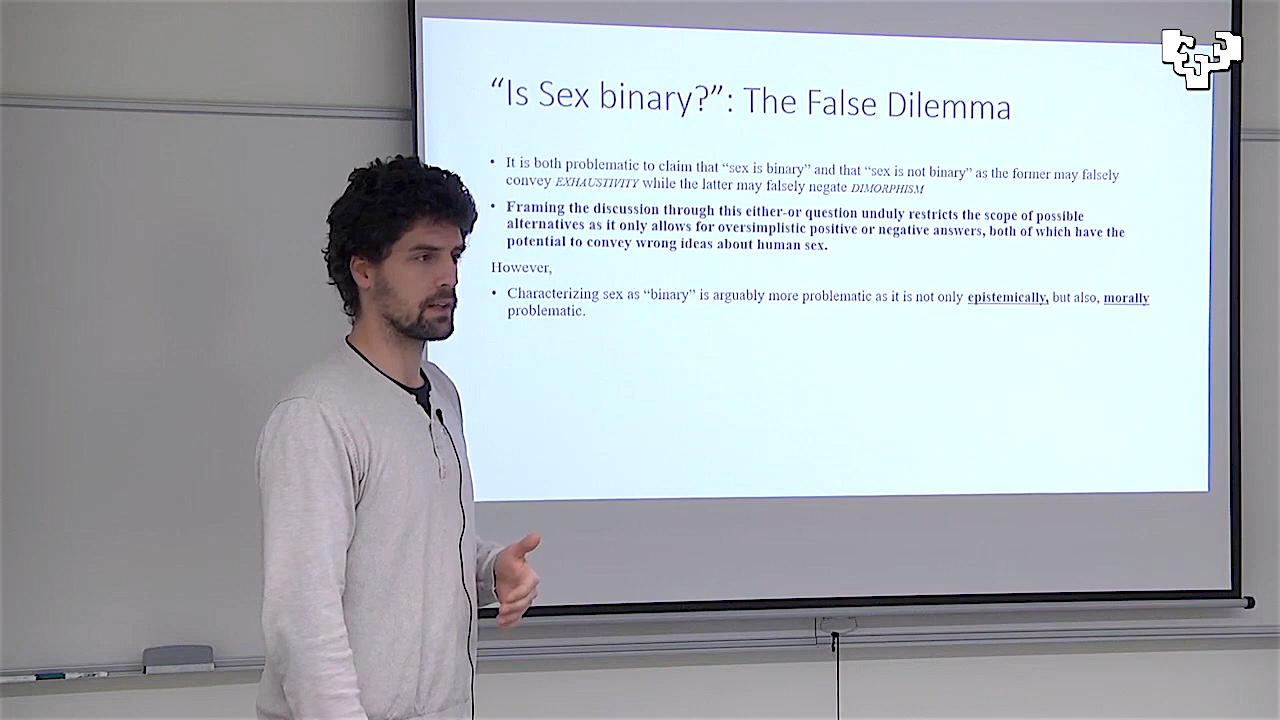 “Is Sex binary?”: The False Dilemma
• It is both problematic to claim that “sex is binary” and that “sex is not binary” as the former may falsely
convey EXHAUSTIVITY while the latter may falsely negate DIMORPHISM
• Framing the discussion through this either-or question unduly restricts the scope of possible
alternatives as it only allows for oversimplistic positive or negative answers, both of which have the
potential to convey wrong ideas about human sex.
However,
• Characterizing sex as “binary” is arguably more problematic as it is not only epistemically, but also, morally
problematic.